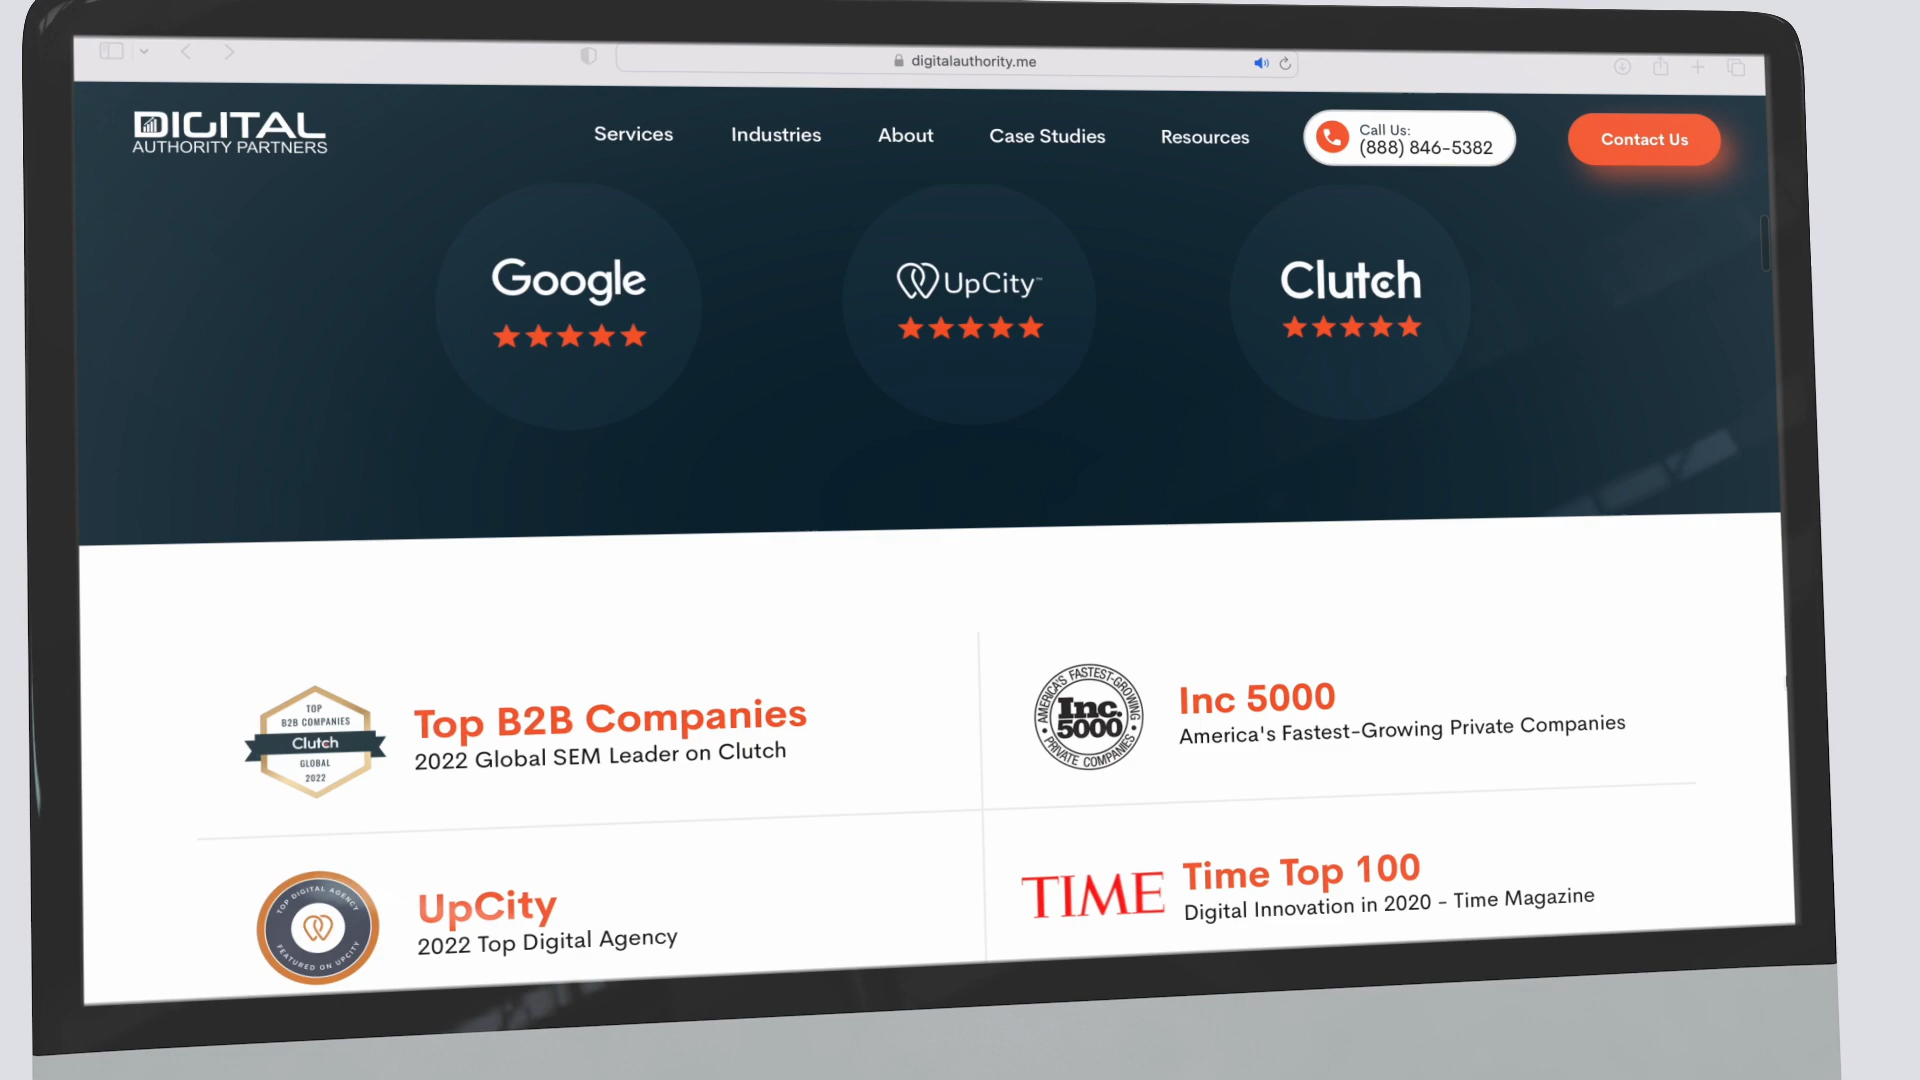 digitalauthority.me
DIGITAL
AUTHORITY PARTNERS
Services
Industries
About
Case Studies
Resources
Call Us:
(888) 846-5382
Contact Us
Google
UpCity™
Clutch
TOP
B2B COMPANIES
Clutch
GLOBAL
2022
Top B2B Companies
2022 Global SEM Leader on Clutch
AMERICA'S FASTEST-GROWING
Inc.
5000
PRIVATE COMPANIES
Inc 5000
America's Fastest-Growing Private Companies
TOP DIGITAL AGENCY
FEATURED ON UPCITY
UpCity
2022 Top Digital Agency
TIME
Time Top 100
Digital Innovation in 2020 - Time Magazine